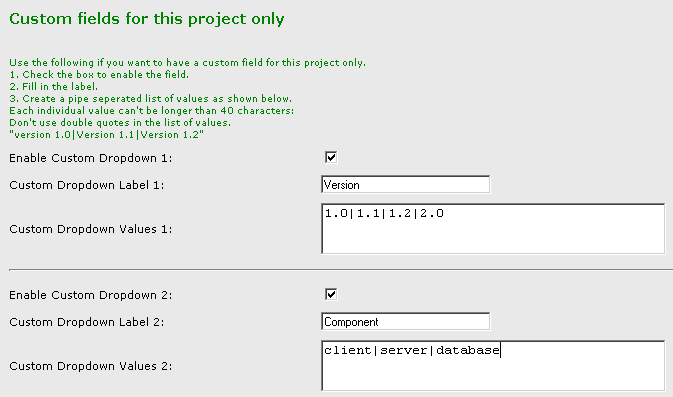 Custom fields for this project only
Use the following if you want to have a custom field for this project only.
1. Check the box to enable the field.
2. Fill in the label.
3. Create a pipe seperated list of values as shown below.
Each individual value can't be longer than 40 characters:
Don't use double quotes in the list of values.
"version 1.0|Version 1.1|Version 1.2"
Enable Custom Dropdown 1:
Custom Dropdown Label 1: Version
Custom Dropdown Values 1: 1.0|1.1|1.2|2.0
Enable Custom Dropdown 2:
Custom Dropdown Label 2: Component
Custom Dropdown Values 2: client|server|database